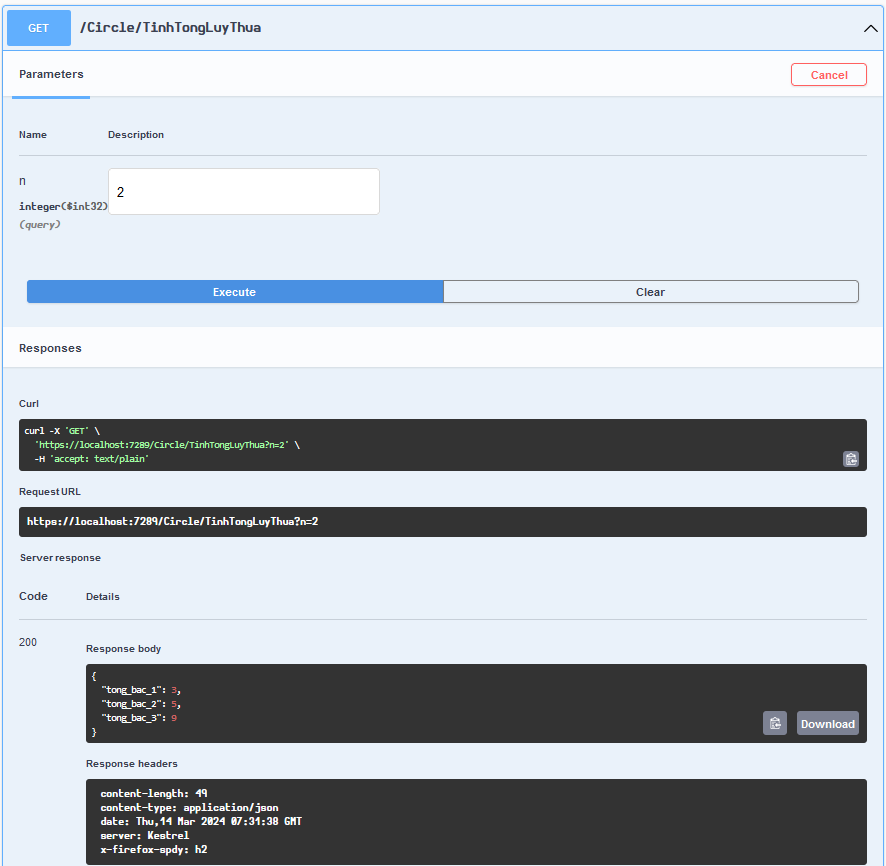 GET /Circle/TinhTongLuyThua
Parameters
Cancel
Name Description
n
integer($int32)
(query)
2
Execute Clear
Responses
Curl
curl -X 'GET' \
'https://localhost:7289/Circle/TinhTongLuyThua?n=2' \
-H 'accept: text/plain'
Request URL
https://localhost:7289/Circle/TinhTongLuyThua?n=2
Server response
Code Details
200
Response body
{
"tong_bac_1": 3,
"tong_bac_2": 5,
"tong_bac_3": 9
}
Download
Response headers
content-length: 49
content-type: application/json
date: Thu,14 Mar 2024 07:31:38 GMT
server: Kestrel
x-firefox-spdy: h2